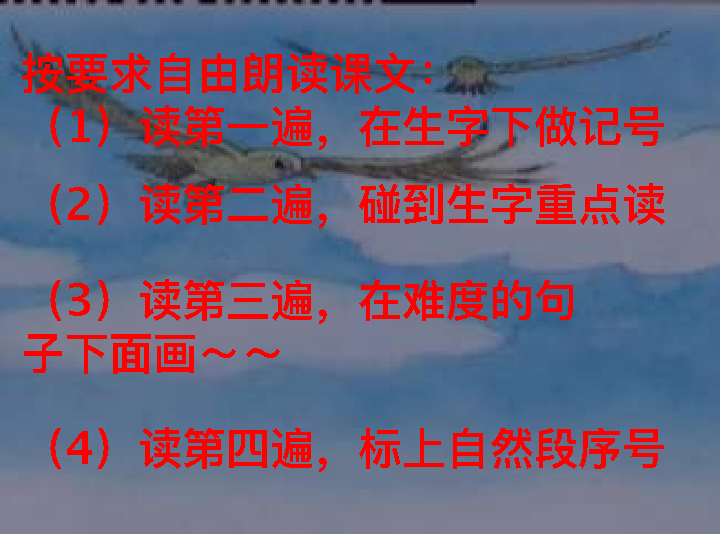 按要求自由朗读课文：
（1）读第一遍，在生字下做记号
（2）读第二遍，碰到生字重点读
（3）读第三遍，在难度的句
子下面画～～
（4）读第四遍，标上自然段序号